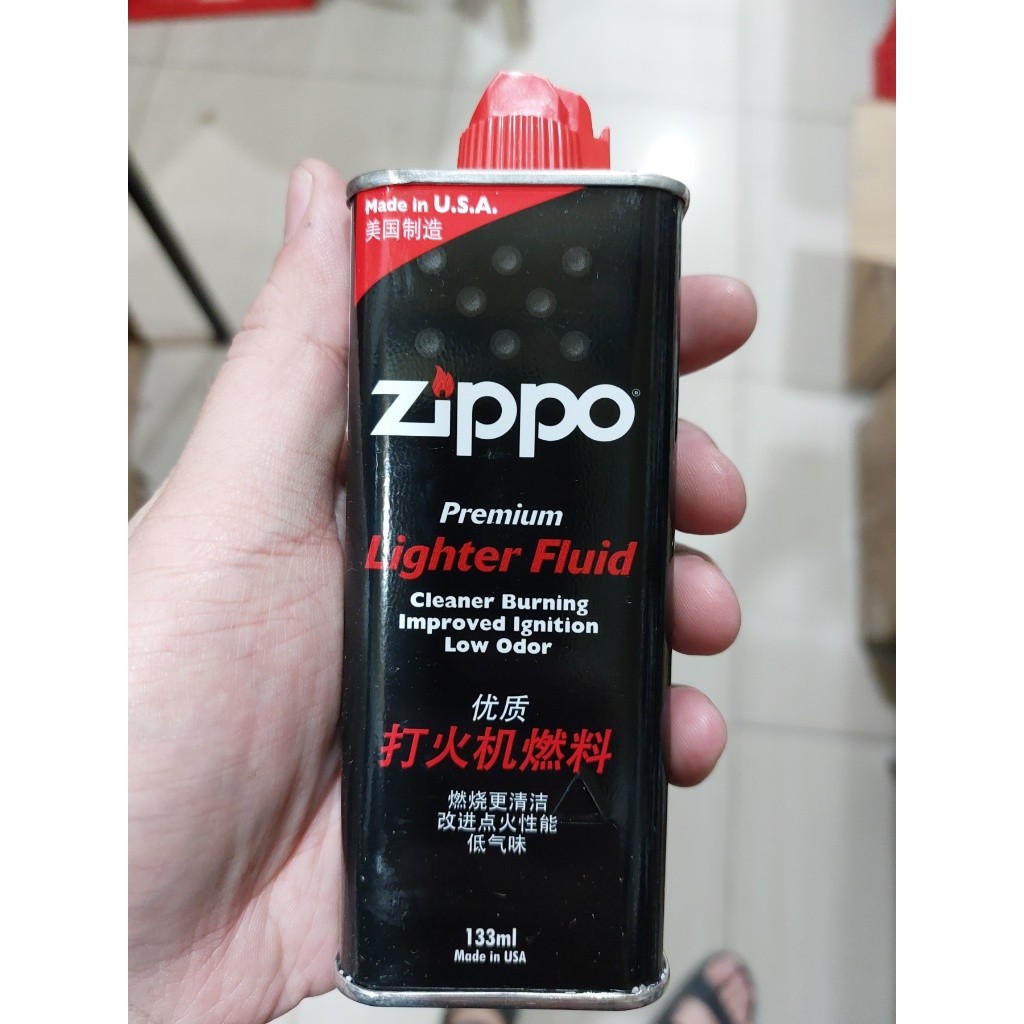 Made in U.S.A.
美国制造
zippo®
Premium
Lighter Fluid
Cleaner Burning
Improved Ignition
Low Odor
优质
打火机燃料
燃烧更清洁
改进点火性能
低气味
133ml
Made in USA